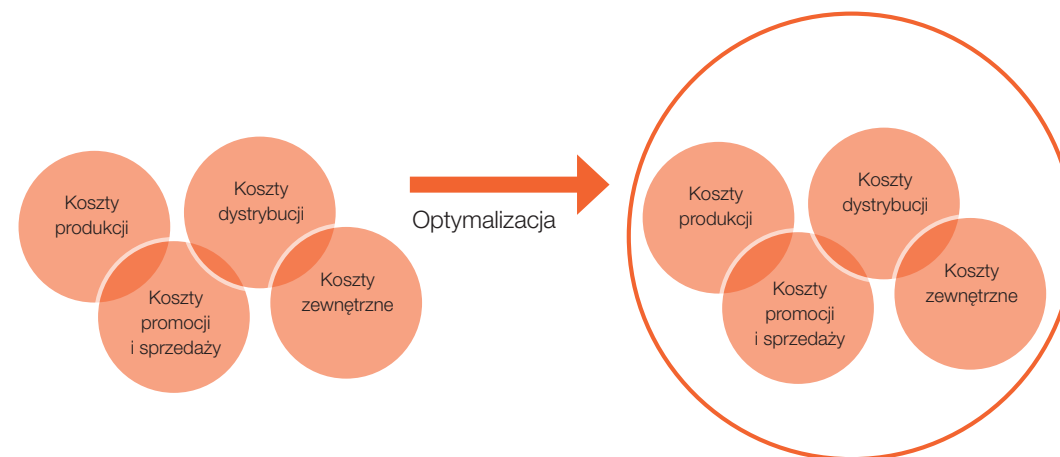 Koszty
produkcji
Koszty
dystrybucji
Koszty
promocji
i sprzedaży
Koszty
zewnętrzne
Optymalizacja
Koszty
produkcji
Koszty
dystrybucji
Koszty
promocji
i sprzedaży
Koszty
zewnętrzne